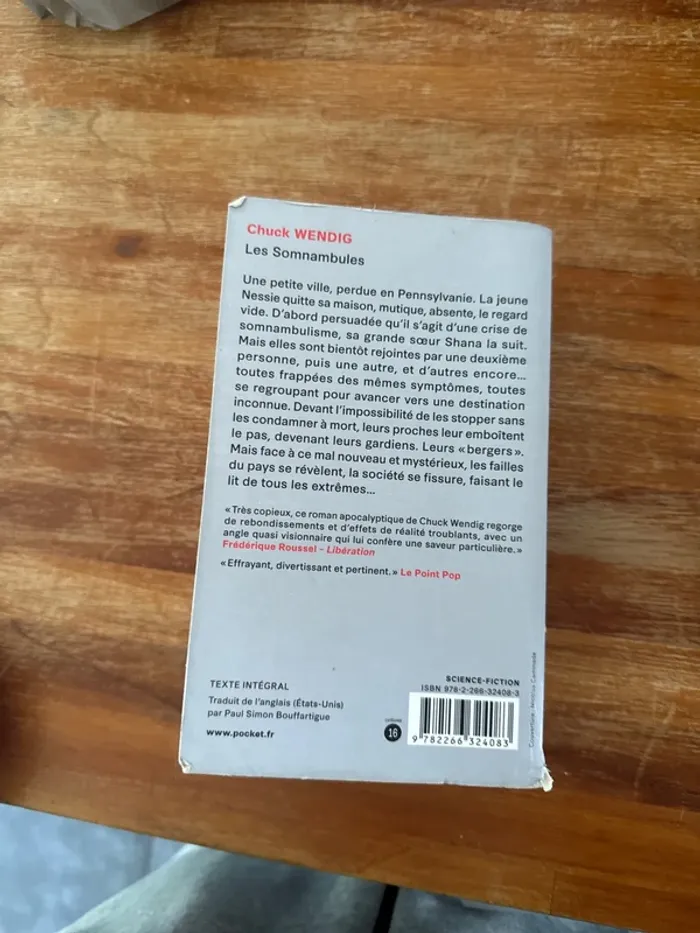 Chuck WENDIG
Les Somnambules
Une petite ville, perdue en Pennsylvanie. La jeune
Nessie quitte sa maison, mutique, absente, le regard
vide. D'abord persuadée qu'il s'agit d'une crise de
somnambulisme, sa grande sœur Shana la suit.
Mais elles sont bientôt rejointes par une deuxième
personne, puis une autre, et d'autres encore...
toutes frappées des mêmes symptômes, toutes
se regroupant pour avancer vers une destination
inconnue. Devant l'impossibilité de les stopper sans
les condamner à mort, leurs proches leur emboîtent
le pas, devenant leurs gardiens. Leurs « bergers ».
Mais face à ce mal nouveau et mystérieux, les failles
du pays se révèlent, la société se fissure, faisant le
lit de tous les extrêmes...
« Très copieux, ce roman apocalyptique de Chuck Wendig regorge
de rebondissements et d'effets de réalité troublants, avec un
angle quasi visionnaire qui lui confère une saveur particulière. »
Frédérique Roussel – Libération
« Effrayant, divertissant et pertinent. » Le Point Pop
TEXTE INTÉGRAL
Traduit de l'anglais (États-Unis)
par Paul Simon Bouffartigue
www.pocket.fr
SCIENCE-FICTION
ISBN 978-2-266-32408-3
16
9 782266 324083
Couverture :